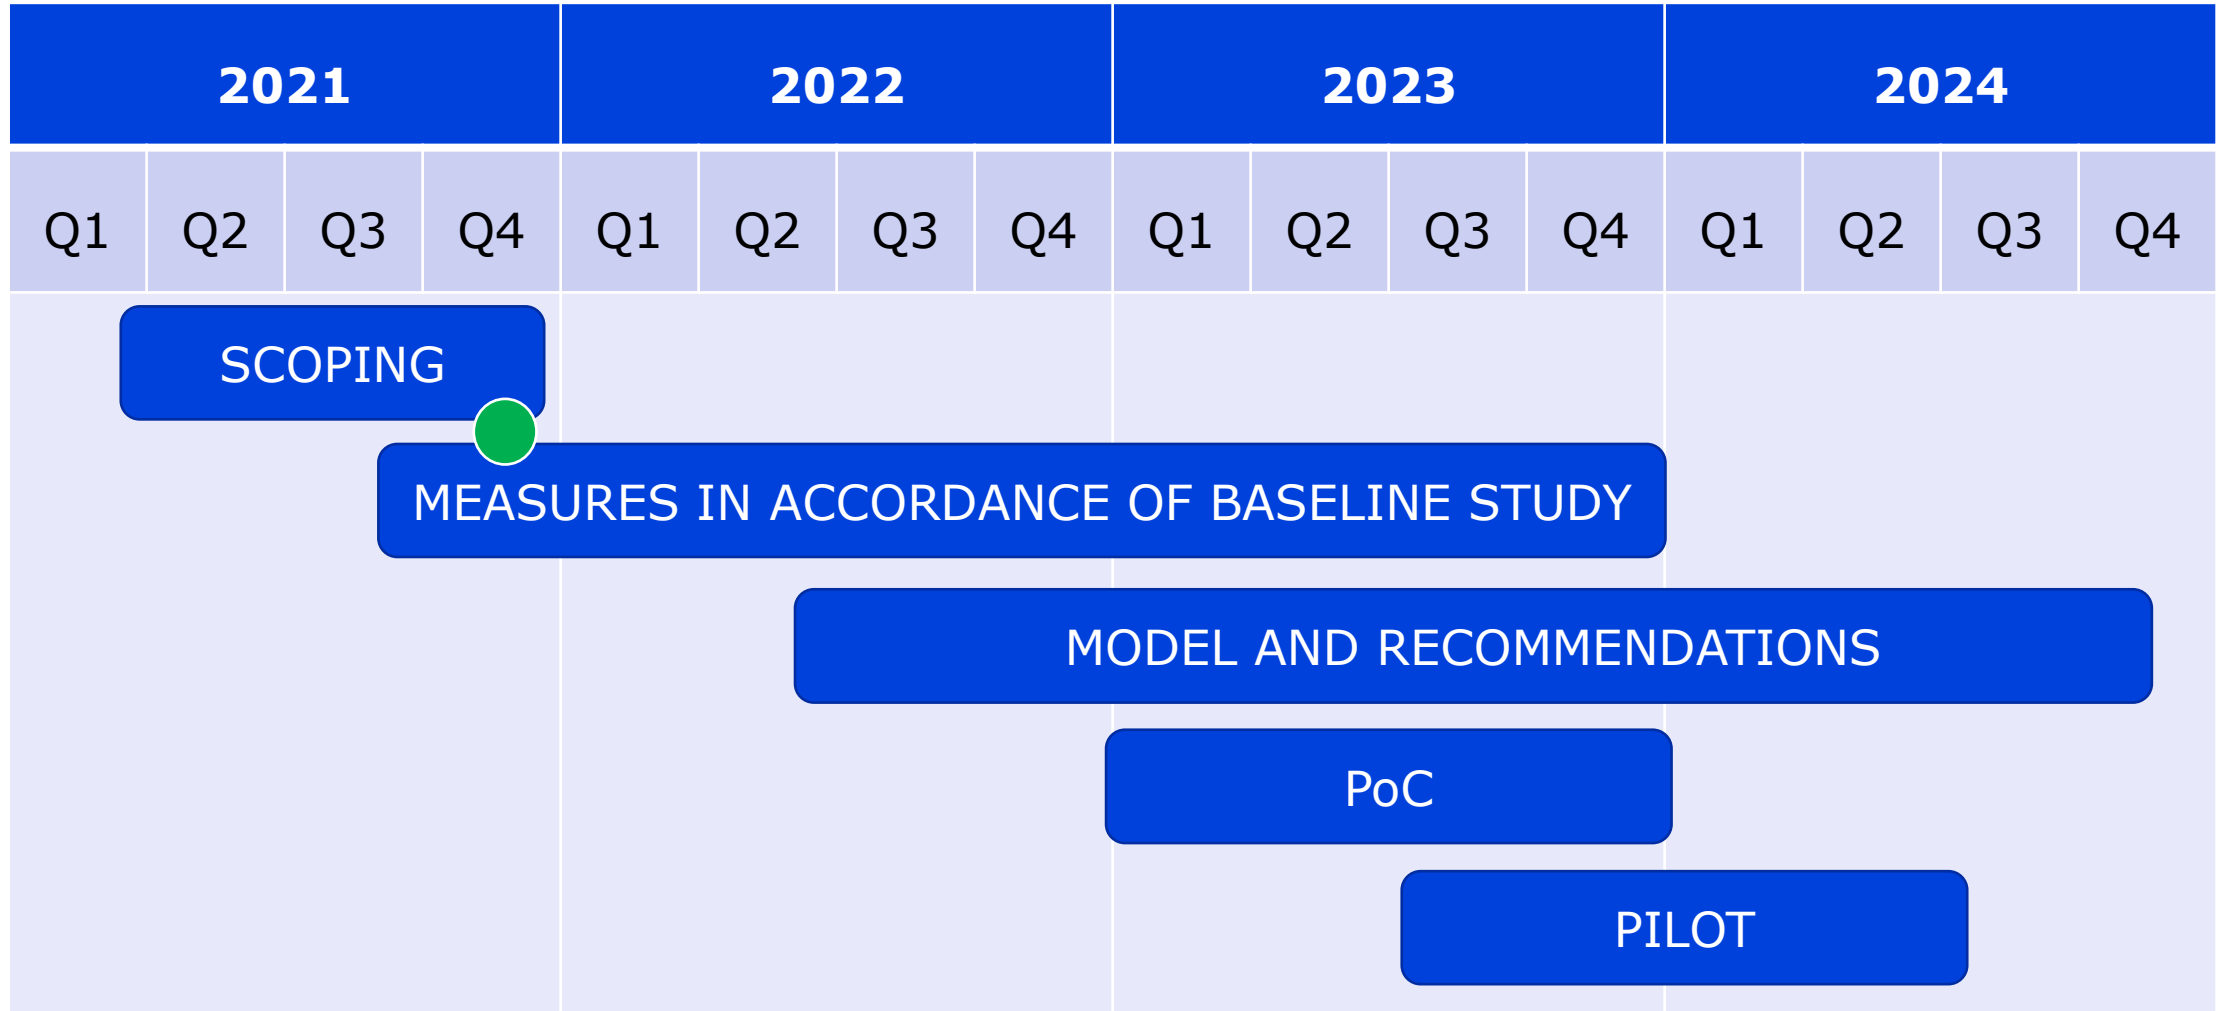 2021 2022 2023 2024
Q1 Q2 Q3 Q4 Q1 Q2 Q3 Q4 Q1 Q2 Q3 Q4 Q1 Q2 Q3 Q4
SCOPING
MEASURES IN ACCORDANCE OF BASELINE STUDY
MODEL AND RECOMMENDATIONS
PoC
PILOT